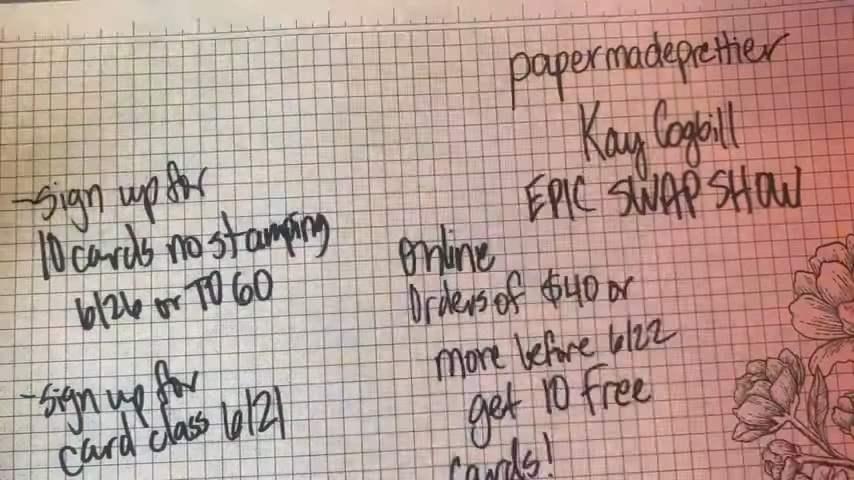 papermadeprettier
Kay Cogbill
EPIC SWAP SHOW
-sign up for
10 cards no stamping
6/26 or TO GO
-sign up for
card class 6/21
online
Orders of $40 or
more before 6/22
get 10 free
cards!